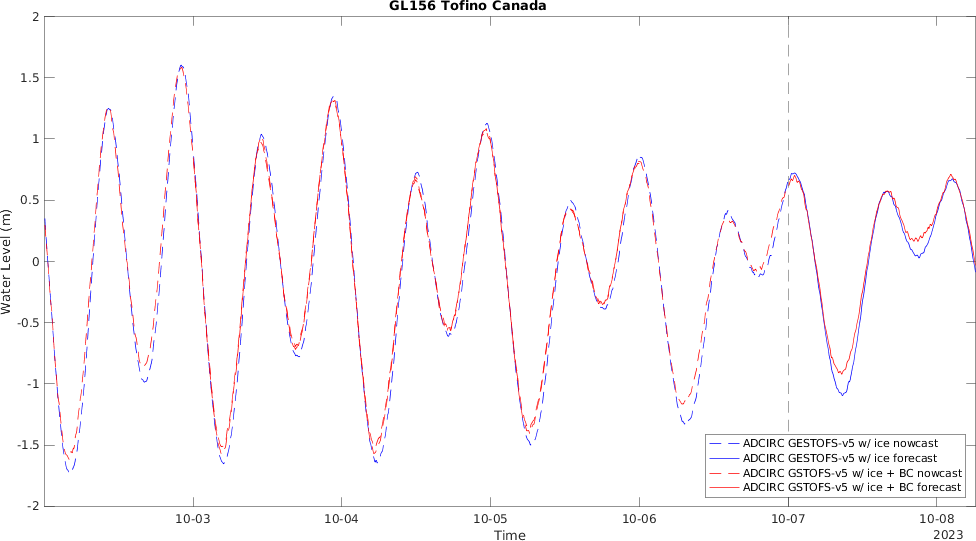 GL156 Tofino Canada
2
1.5
1
0.5
0
-0.5
-1
-1.5
-2
Water Level (m)
ADCIRC GESTOFS-v5 w/ ice nowcast
ADCIRC GESTOFS-v5 w/ ice forecast
ADCIRC GSTOFS-v5 w/ ice + BC nowcast
ADCIRC GSTOFS-v5 w/ ice + BC forecast
10-03
10-04
10-05
10-06
10-07
10-08
Time
2023